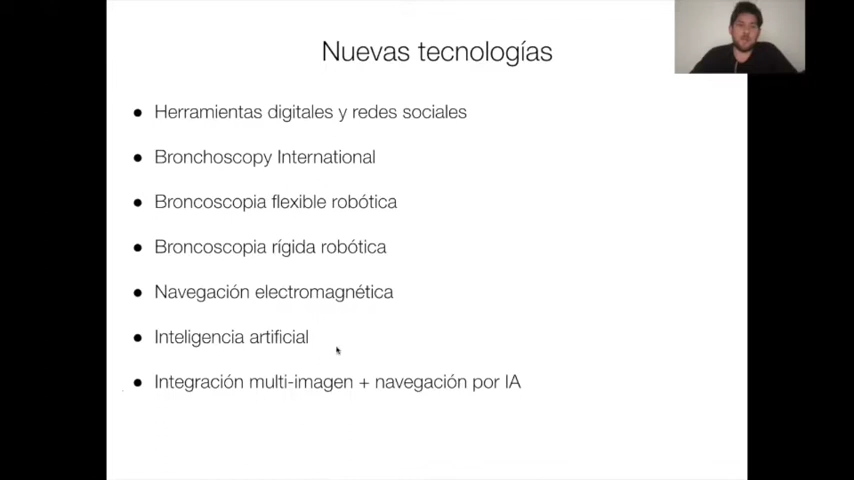 Nuevas tecnologías
Herramientas digitales y redes sociales
Bronchoscopy International
Broncoscopia flexible robótica
Broncoscopia rígida robótica
Navegación electromagnética
Inteligencia artificial
Integración multi-imagen + navegación por IA